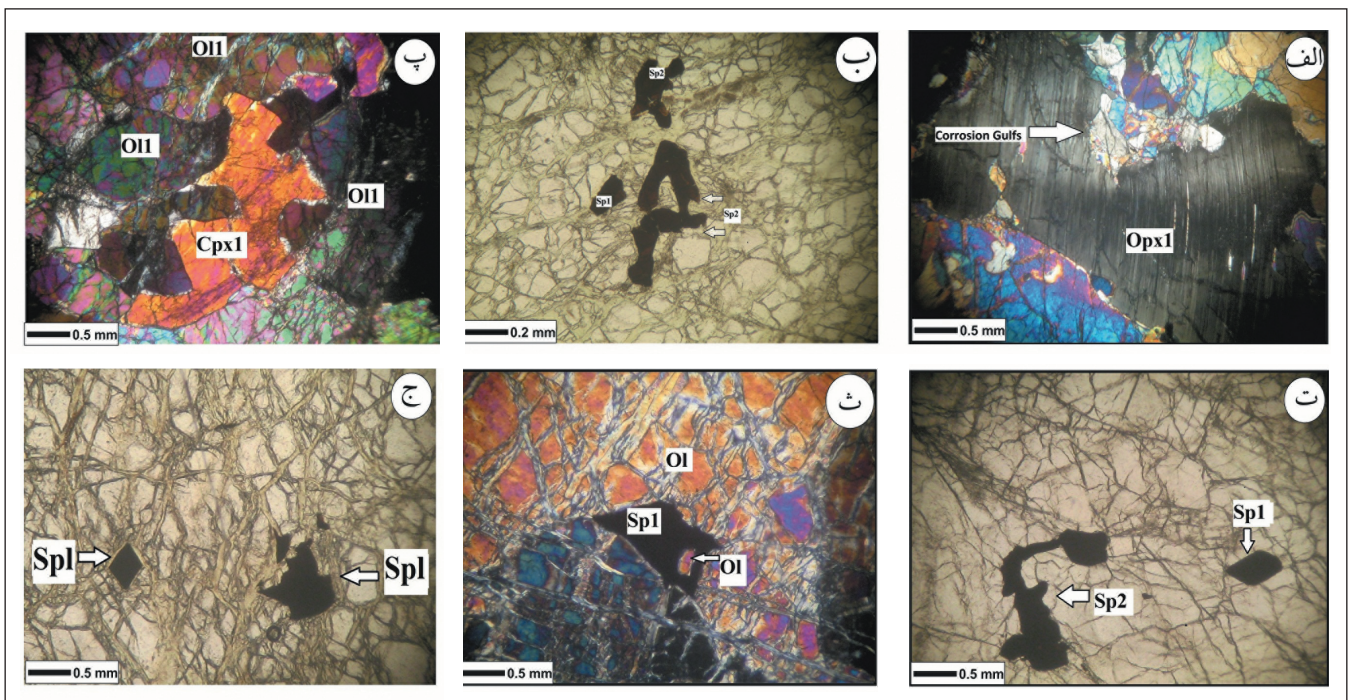 الف
Corrosion Gulfs
Opx1
0.5 mm
ب
Sp2
Sp1
Sp2
0.2 mm
پ
Ol1
Ol1
Ol1
Cpx1
0.5 mm
ت
Sp1
Sp2
0.5 mm
ث
Ol
Sp1
Ol
0.5 mm
ج
Spl
Spl
0.5 mm